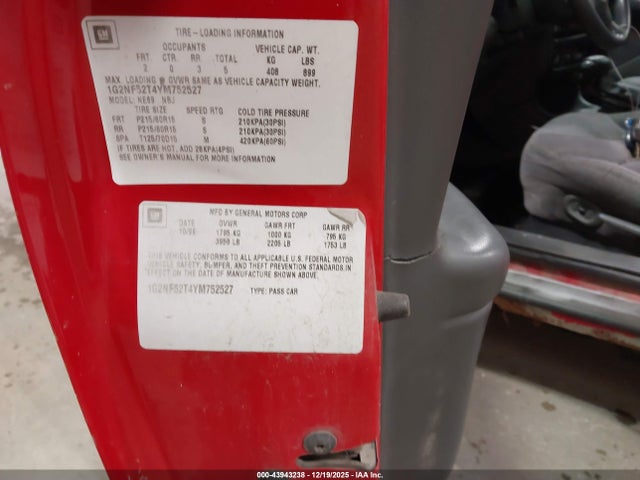 GM
TIRE-LOADING INFORMATION
OCCUPANTS VEHICLE CAP. WT.
FRT CTR RR TOTAL KG LBS
2 0 3 5 408 899
MAX. LOADING @ GVWR SAME AS VEHICLE CAPACITY WEIGHT.
1G2NF52T4YM752527
MODEL: NE69 NBJ
TIRE SIZE SPEED RTG COLD TIRE PRESSURE
FRT P215/60R15 S 210KPA(30PSI)
RR P215/60R15 S 210KPA(30PSI)
SPA T125/70D15 M 420KPA(60PSI)
IF TIRES ARE HOT, ADD 28KPA(4PSI)
SEE OWNER'S MANUAL FOR MORE INFORMATION
GM
MFD BY GENERAL MOTORS CORP
DATE GVWR GAWR FRT GAWR RR
10/99 1795 KG 1000 KG 795 KG
3958 LB 2205 LB 1753 LB
THIS VEHICLE CONFORMS TO ALL APPLICABLE U.S. FEDERAL MOTOR
VEHICLE SAFETY, BUMPER, AND THEFT PREVENTION STANDARDS IN
EFFECT ON THE DATE OF MANUFACTURE SHOWN ABOVE.
1G2NF52T4YM752527 TYPE: PASS CAR
000-43943238 - 12/19/2025 - IAA Inc.